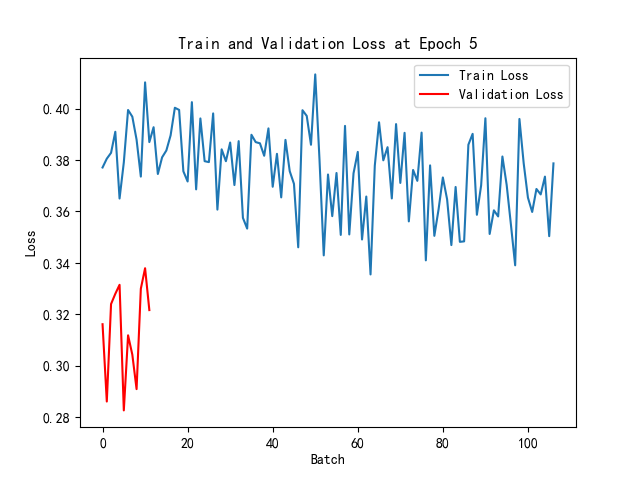 Train and Validation Loss at Epoch 5
Train Loss
Validation Loss
0.40
0.38
0.36
0.34
0.32
0.30
0.28
Loss
0 20 40 60 80 100
Batch